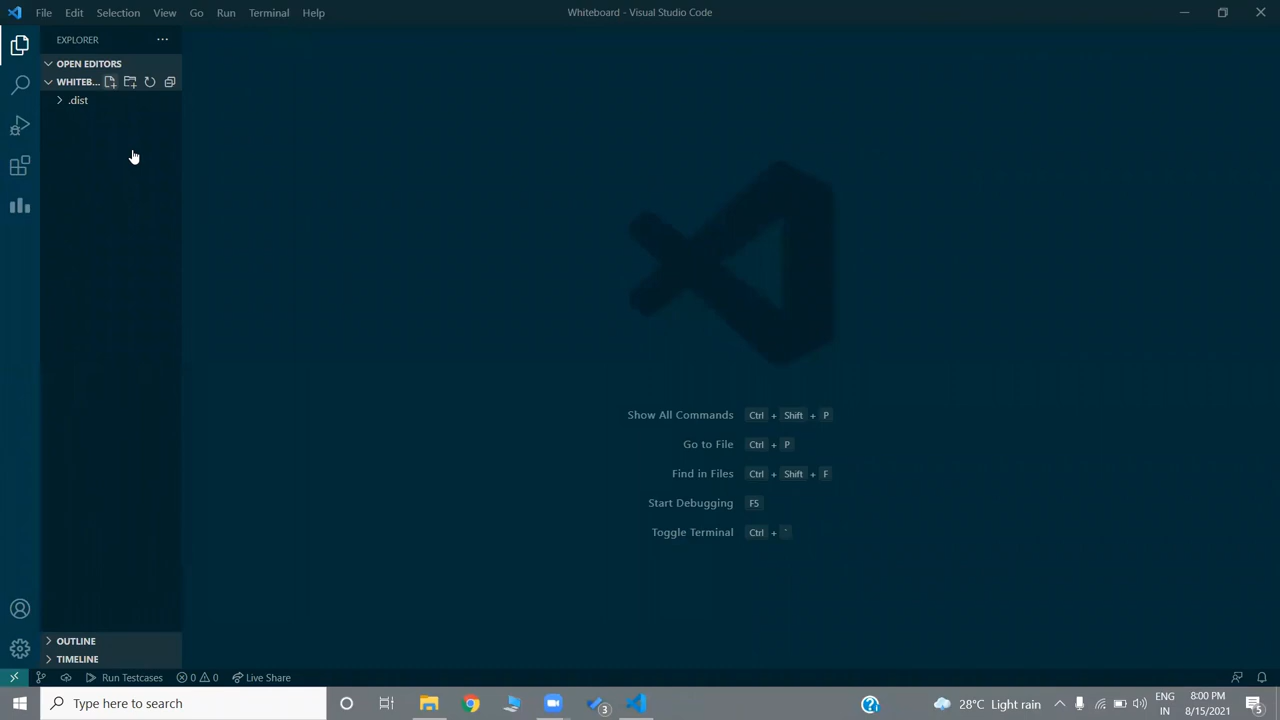 File Edit Selection View Go Run Terminal Help
Whiteboard - Visual Studio Code
EXPLORER
OPEN EDITORS
WHITEB...
.dist
Show All Commands Ctrl + Shift + P
Go to File Ctrl + P
Find in Files Ctrl + Shift + F
Start Debugging F5
Toggle Terminal Ctrl + `
OUTLINE
TIMELINE
Run Testcases 0 0 Live Share
Type here to search
3
28°C Light rain
ENG
IN
8:00 PM
8/15/2021
5